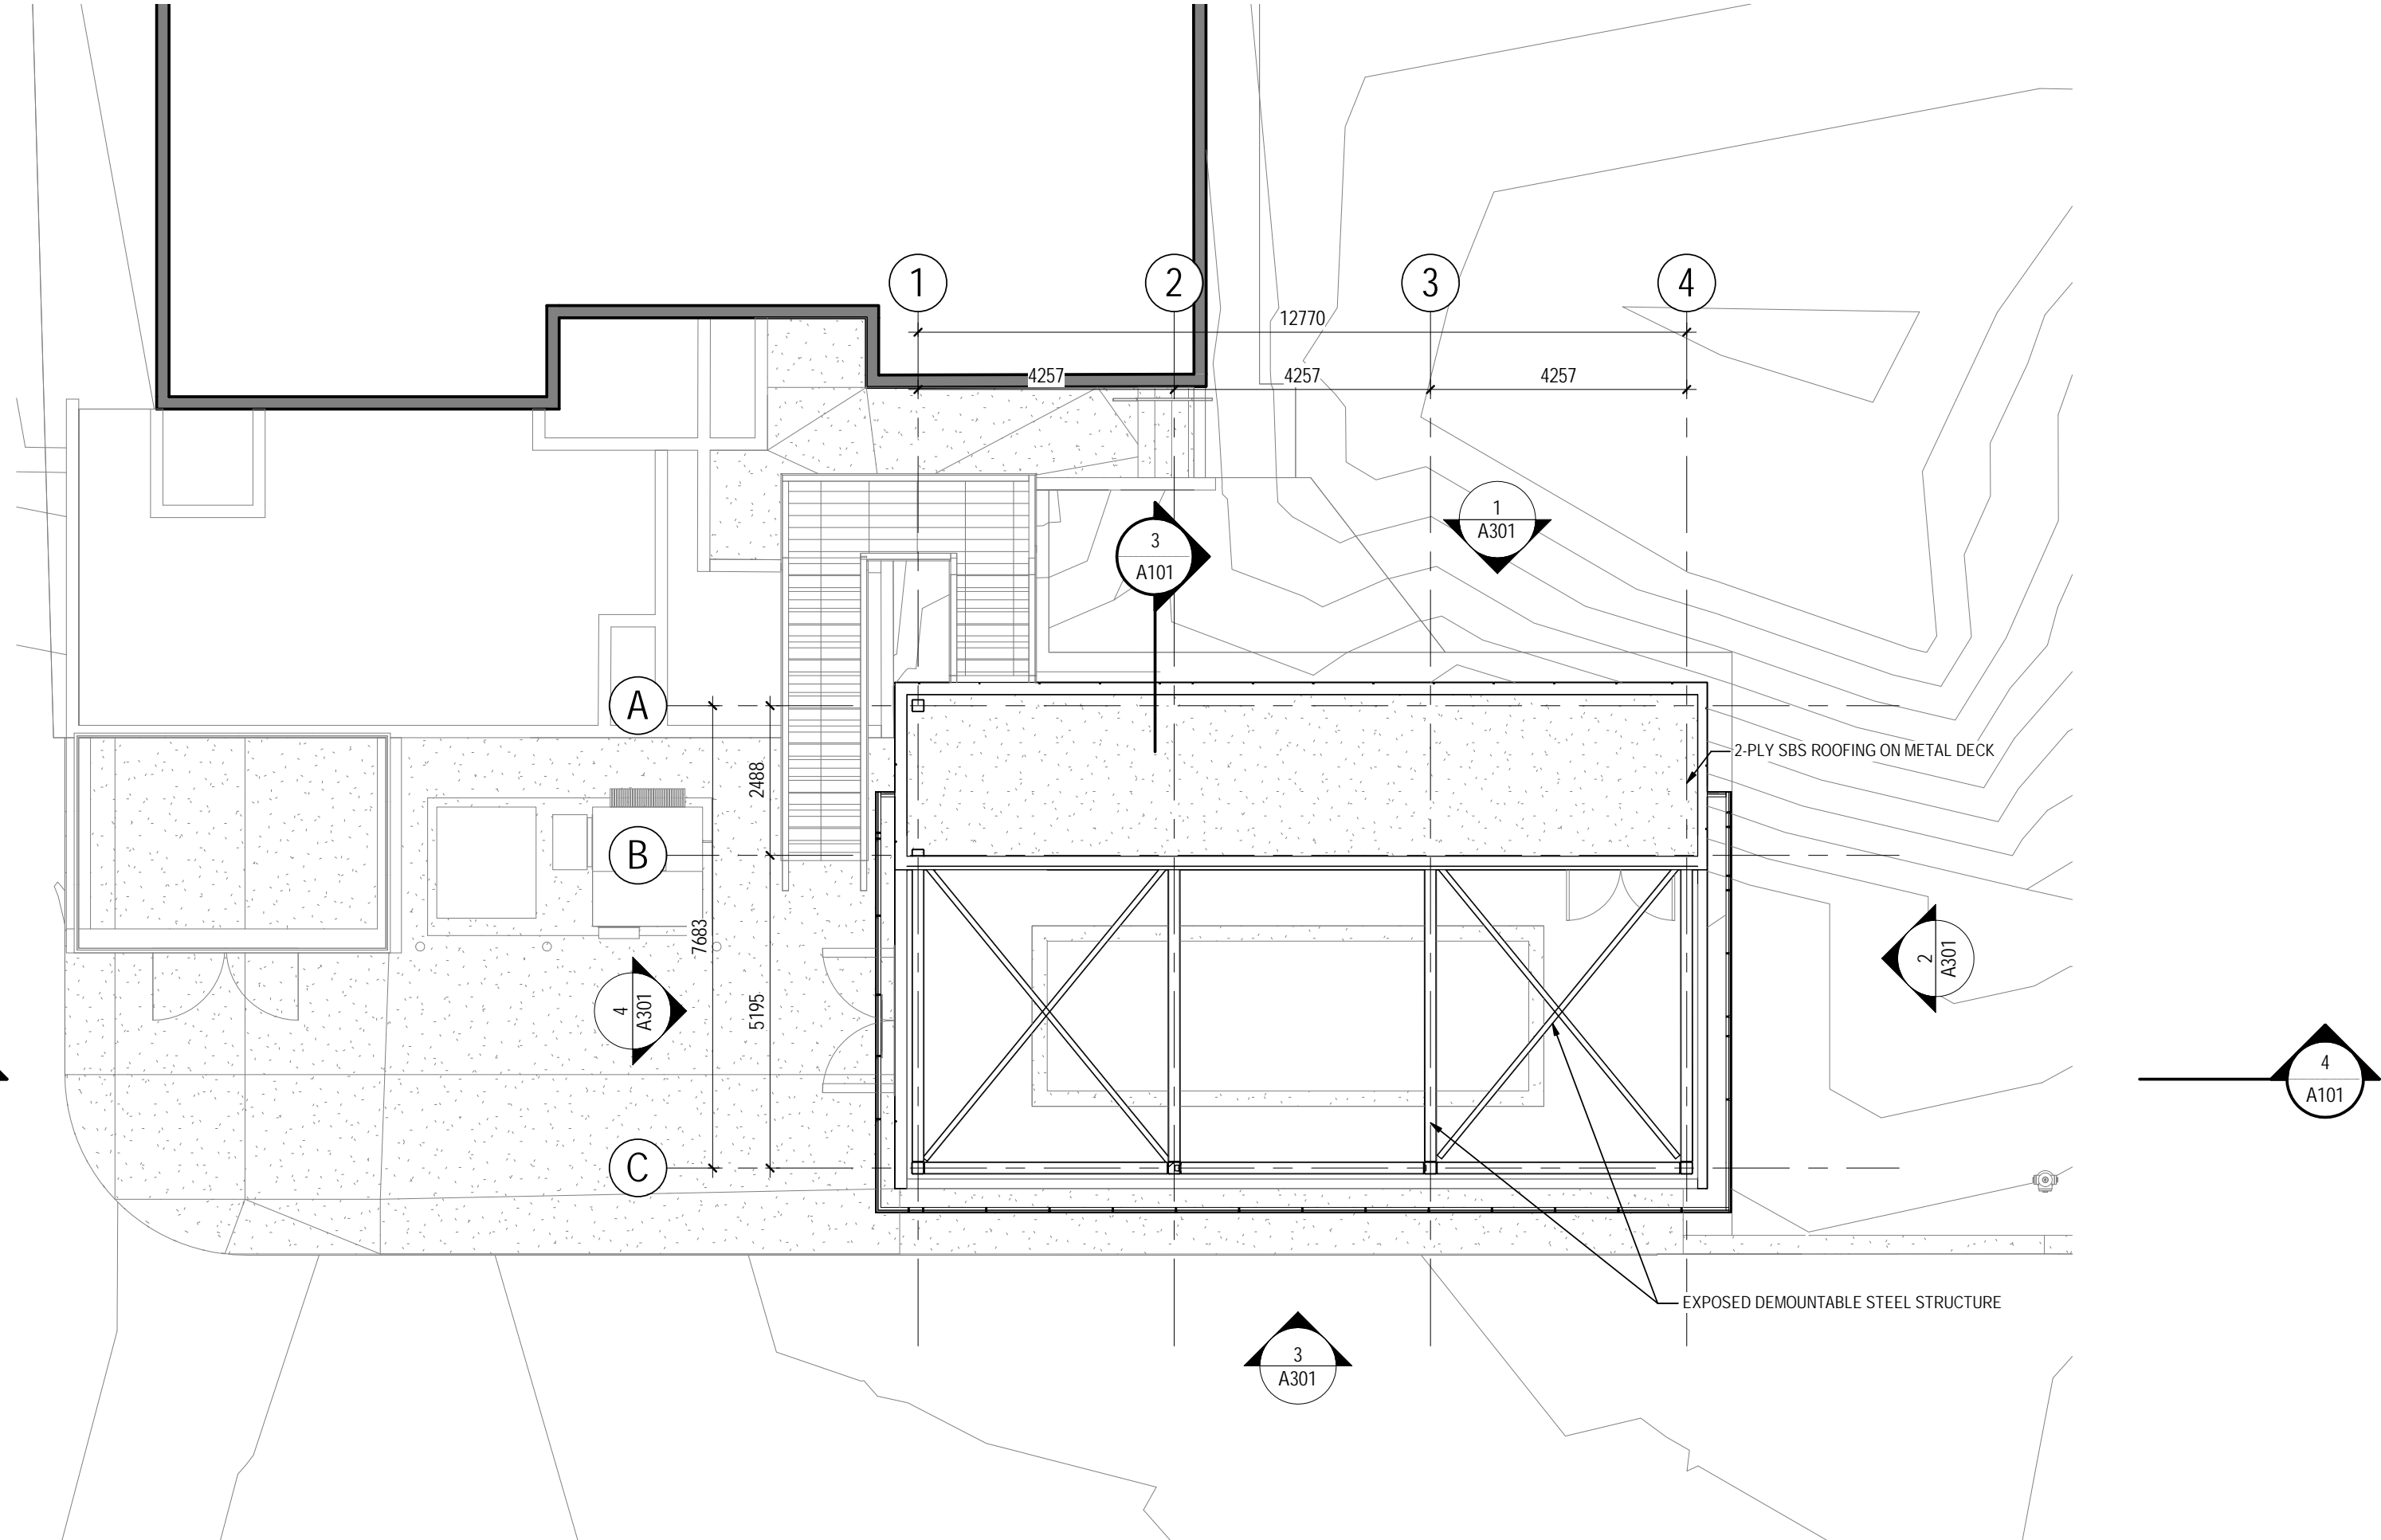 1
2
3
4
12770
4257
4257
4257
1
A301
3
A101
A
2488
2-PLY SBS ROOFING ON METAL DECK
B
7683
2
A301
4
A301
5195
4
A101
C
EXPOSED DEMOUNTABLE STEEL STRUCTURE
3
A301